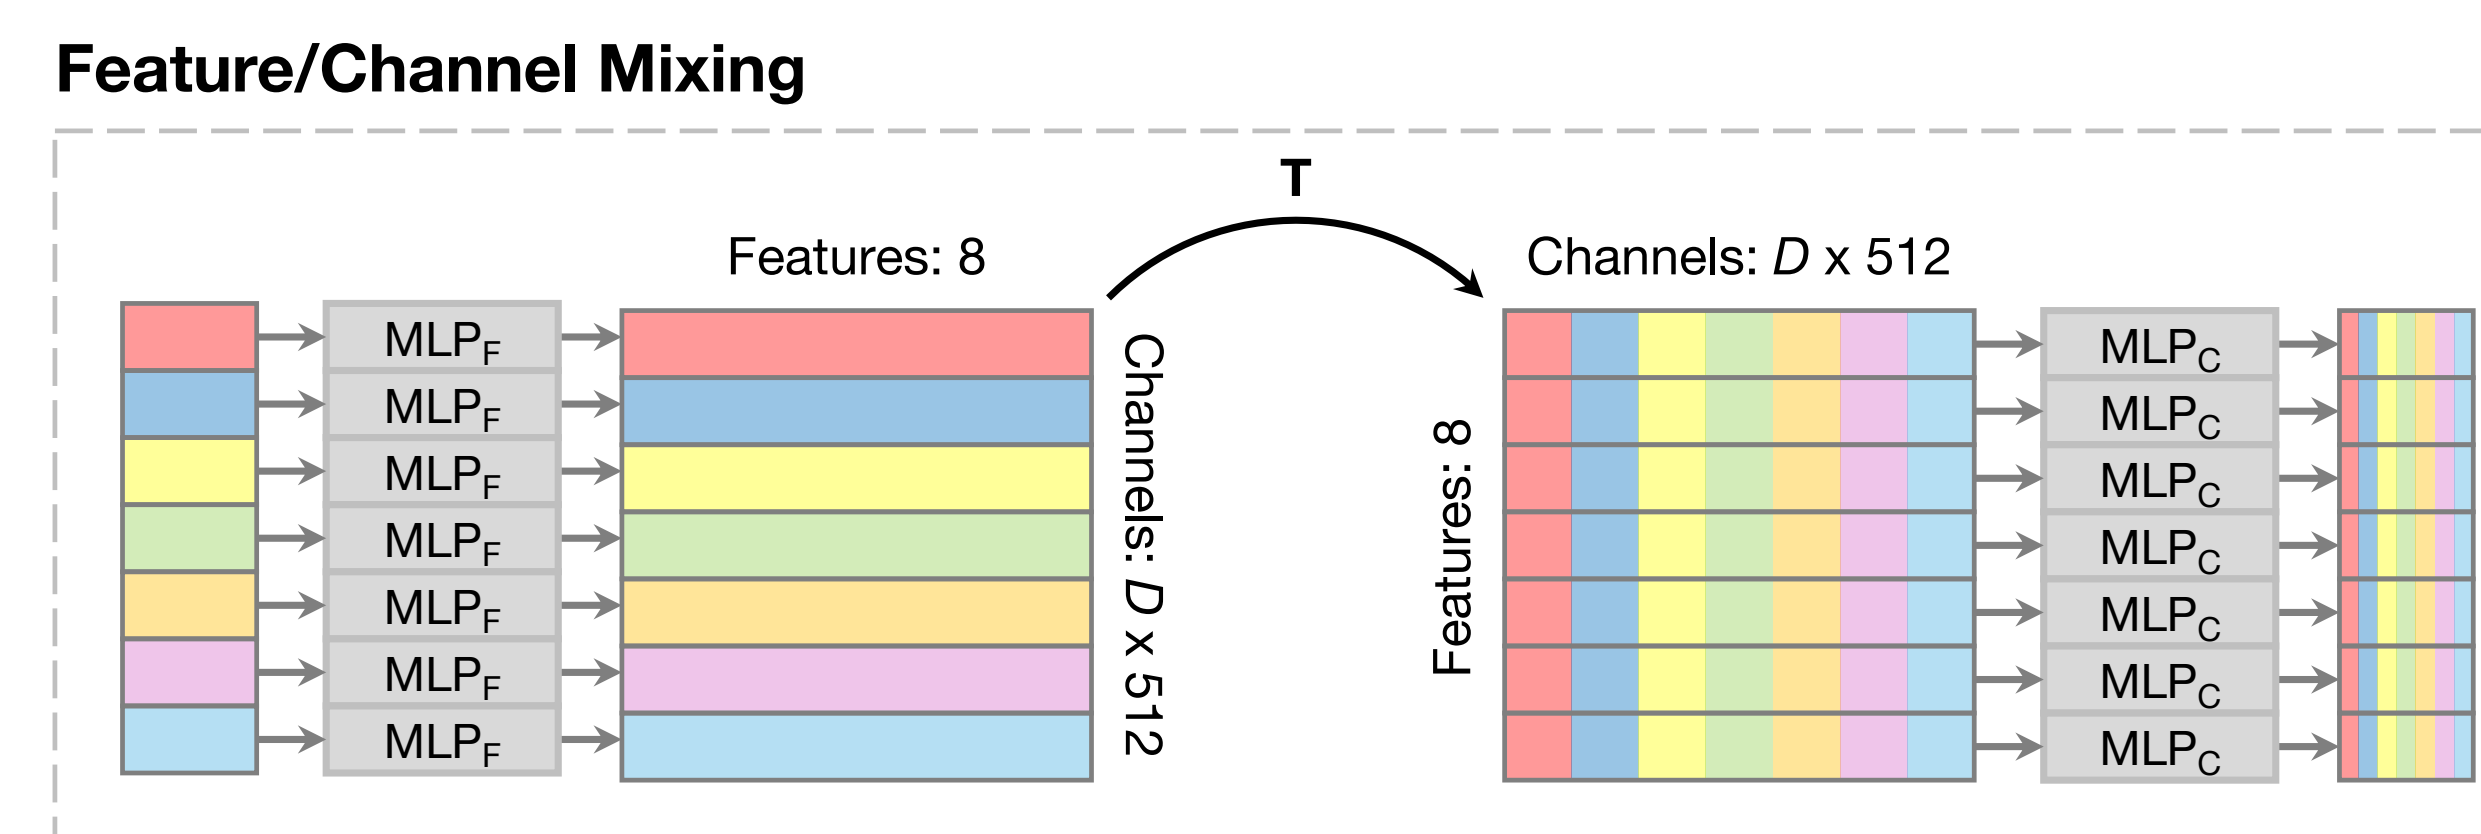 Feature/Channel Mixing
T
Features: 8
Channels: D x 512
Channels: D x 512
Features: 8
MLPF
MLPF
MLPF
MLPF
MLPF
MLPF
MLPF
MLPC
MLPC
MLPC
MLPC
MLPC
MLPC
MLPC